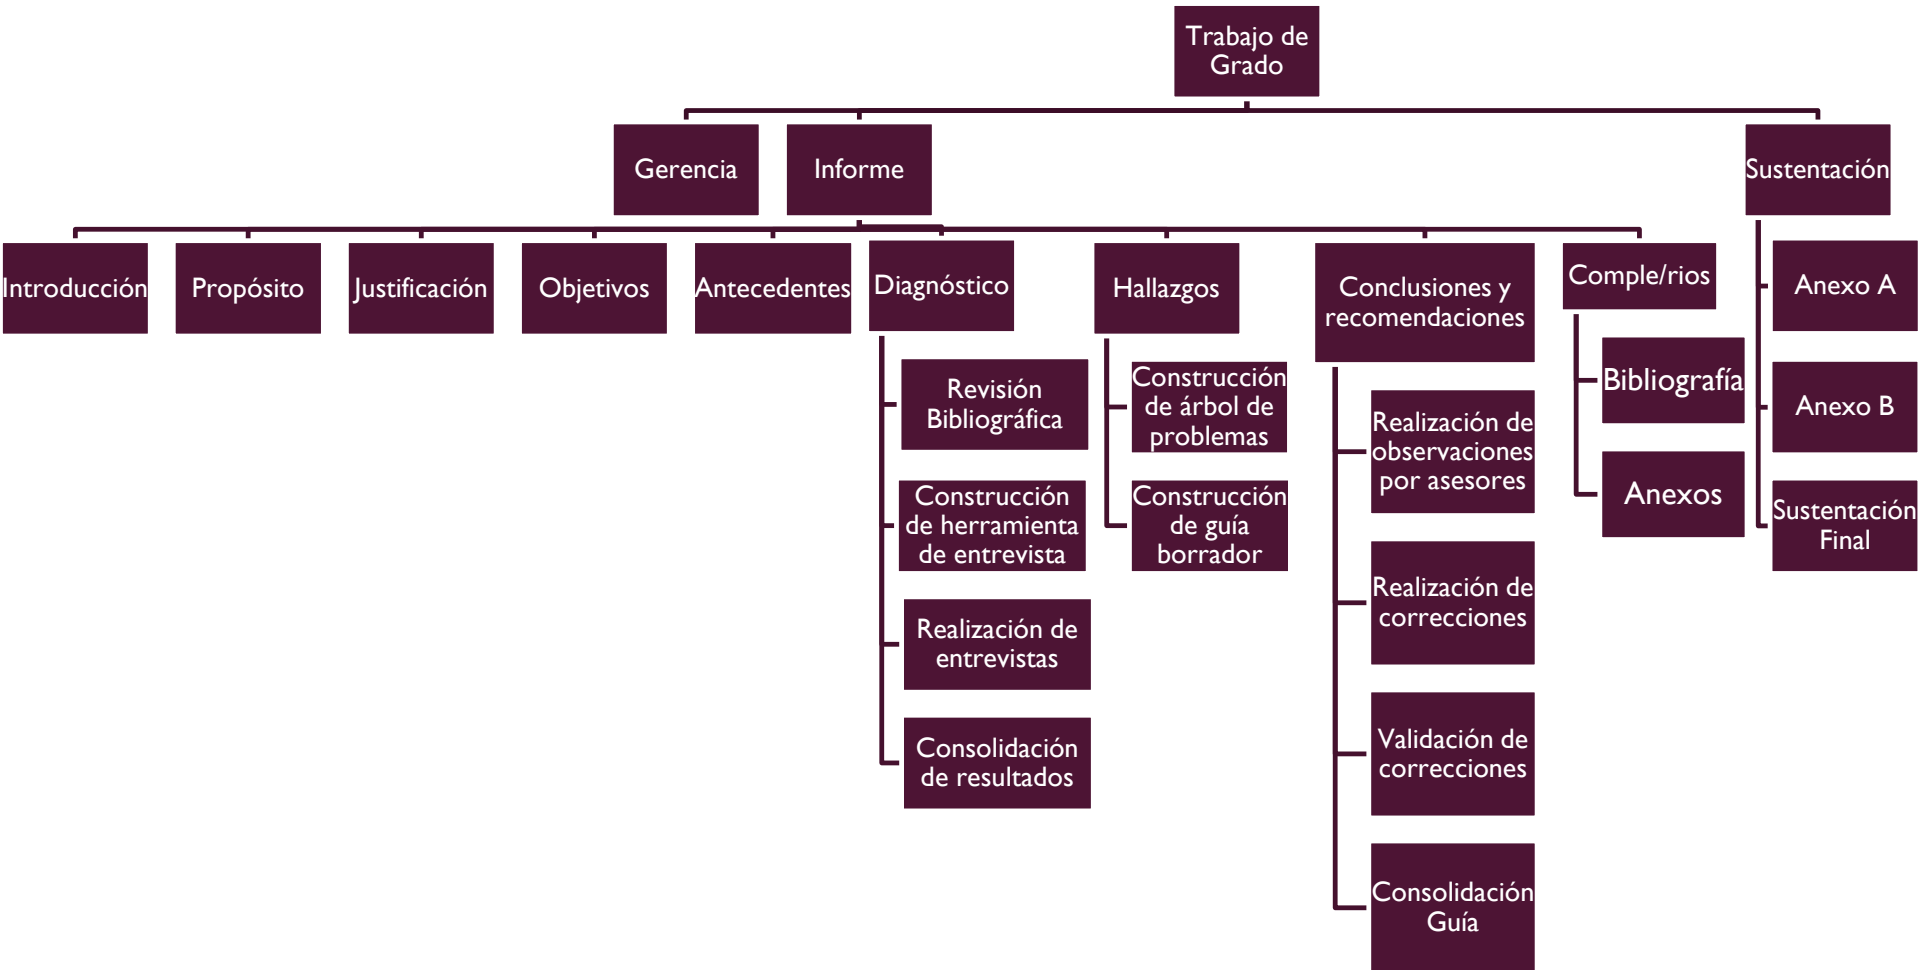 Trabajo de
Grado
Gerencia
Informe
Sustentación
Introducción
Propósito
Justificación
Objetivos
Antecedentes
Diagnóstico
Revisión
Bibliográfica
Construcción
de herramienta
de entrevista
Realización de
entrevistas
Consolidación
de resultados
Hallazgos
Construcción
de árbol de
problemas
Construcción
de guía
borrador
Conclusiones y
recomendaciones
Realización de
observaciones
por asesores
Realización de
correcciones
Validación de
correcciones
Consolidación
Guía
Comple/rios
Bibliografía
Anexos
Anexo A
Anexo B
Sustentación
Final